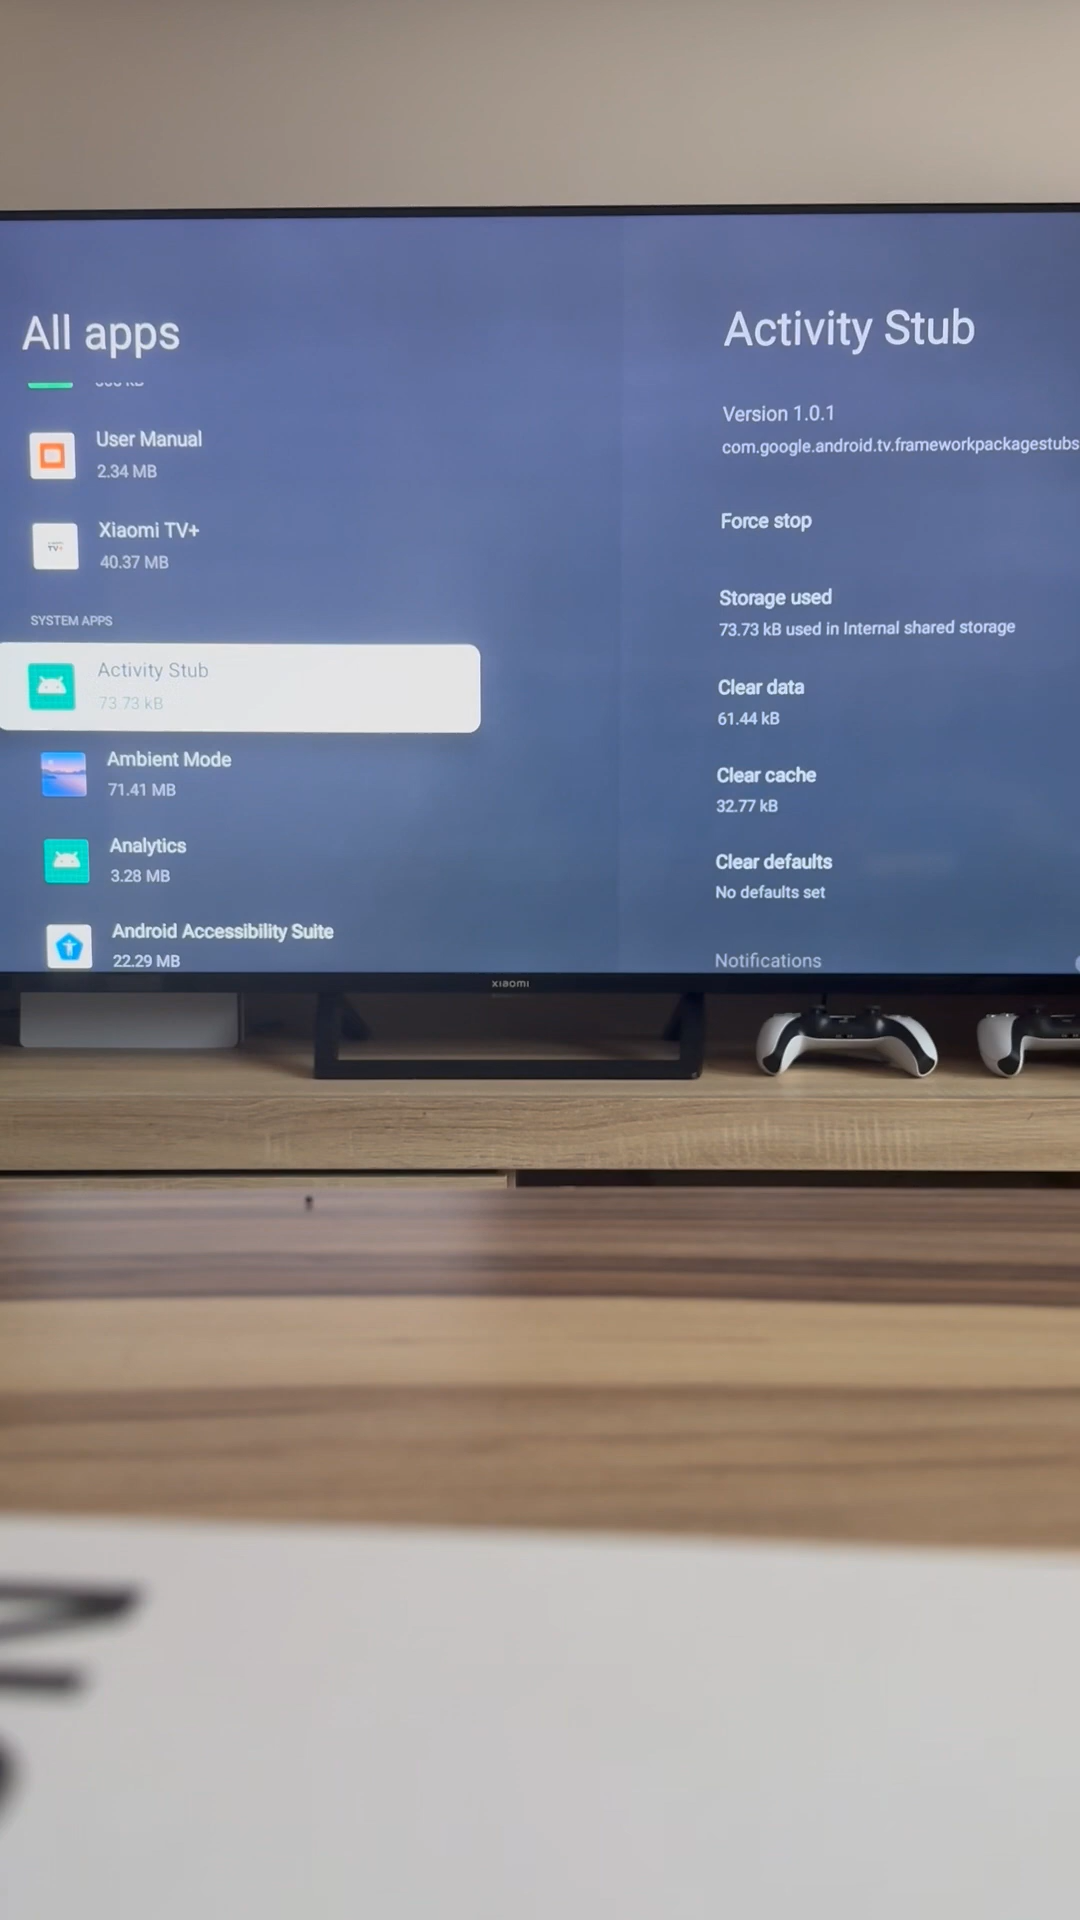 All apps
User Manual
2.34 MB
Xiaomi TV+
40.37 MB
SYSTEM APPS
Activity Stub
73.73 kB
Ambient Mode
71.41 MB
Analytics
3.28 MB
Android Accessibility Suite
22.29 MB
Activity Stub
Version 1.0.1
com.google.android.tv.frameworkpackagestubs
Force stop
Storage used
73.73 kB used in Internal shared storage
Clear data
61.44 kB
Clear cache
32.77 kB
Clear defaults
No defaults set
Notifications
xiaomi